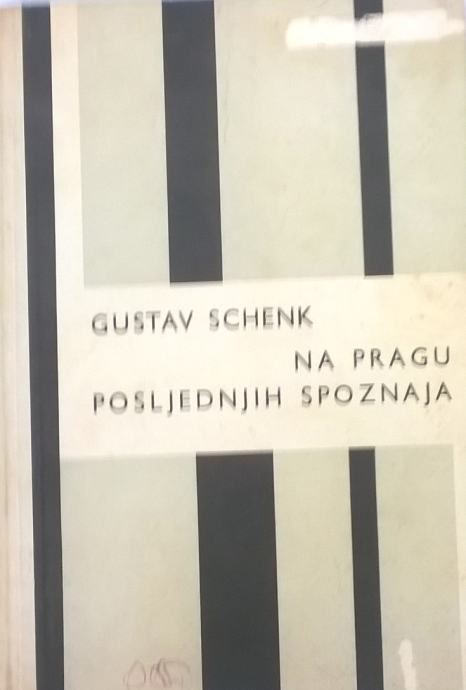 GUSTAV SCHENK
NA PRAGU
POSLJEDNJIH SPOZNAJA